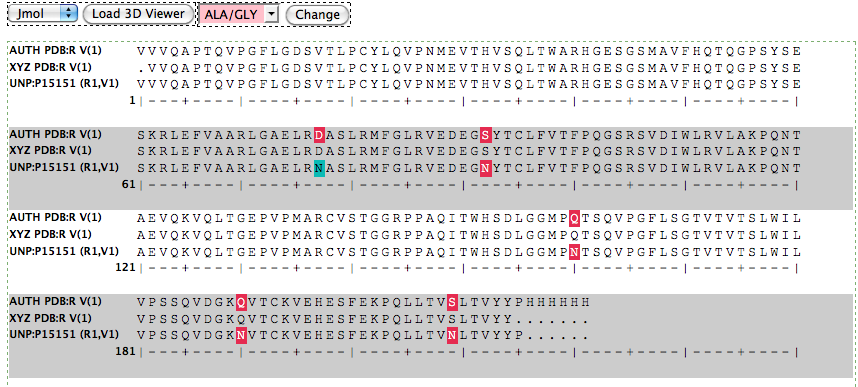 Jmol Load 3D Viewer ALA/GLY Change
AUTH PDB:R V(1) VVVQAPTQVPGFLGDSVTLPCYLQVPNMEVTHVSQLTWARHGESGSMAVFHQTQGPSYSE
XYZ PDB:R V(1) .VVQAPTQVPGFLGDSVTLPCYLQVPNMEVTHVSQLTWARHGESGSMAVFHQTQGPSYSE
UNP:P15151 (R1,V1) VVVQAPTQVPGFLGDSVTLPCYLQVPNMEVTHVSQLTWARHGESGSMAVFHQTQGPSYSE
1 |---+----|----+----|----+----|----+----|----+----|----+----|
AUTH PDB:R V(1) SKRLEFVAARLGAELRDASLRMFGLRVEDEGSYTCLFVTFPQGSRSVDIWLRVLAKPQNT
XYZ PDB:R V(1) SKRLEFVAARLGAELRDASLRMFGLRVEDEGSYTCLFVTFPQGSRSVDIWLRVLAKPQNT
UNP:P15151 (R1,V1) SKRLEFVAARLGAELRNASLRMFGLRVEDEGNYTCLFVTFPQGSRSVDIWLRVLAKPQNT
61 |---+----|----+----|----+----|----+----|----+----|----+----|
AUTH PDB:R V(1) AEVQKVQLTGEPVPMARCVSTGGRPPAQITWHSDLGGMPQTSQVPGFLSGTVTVTSLWIL
XYZ PDB:R V(1) AEVQKVQLTGEPVPMARCVSTGGRPPAQITWHSDLGGMPQTSQVPGFLSGTVTVTSLWIL
UNP:P15151 (R1,V1) AEVQKVQLTGEPVPMARCVSTGGRPPAQITWHSDLGGMPNTSQVPGFLSGTVTVTSLWIL
121 |---+----|----+----|----+----|----+----|----+----|----+----|
AUTH PDB:R V(1) VPSSQVDGKQVTCKVEHESFEKPQLLTVSLTVYYPHHHHHH
XYZ PDB:R V(1) VPSSQVDGKQVTCKVEHESFEKPQLLTVSLTVYY.......
UNP:P15151 (R1,V1) VPSSQVDGKNVTCKVEHESFEKPQLLTVNLTVYYP......
181 |---+----|----+----|----+----|----+----|----+----|----+----|